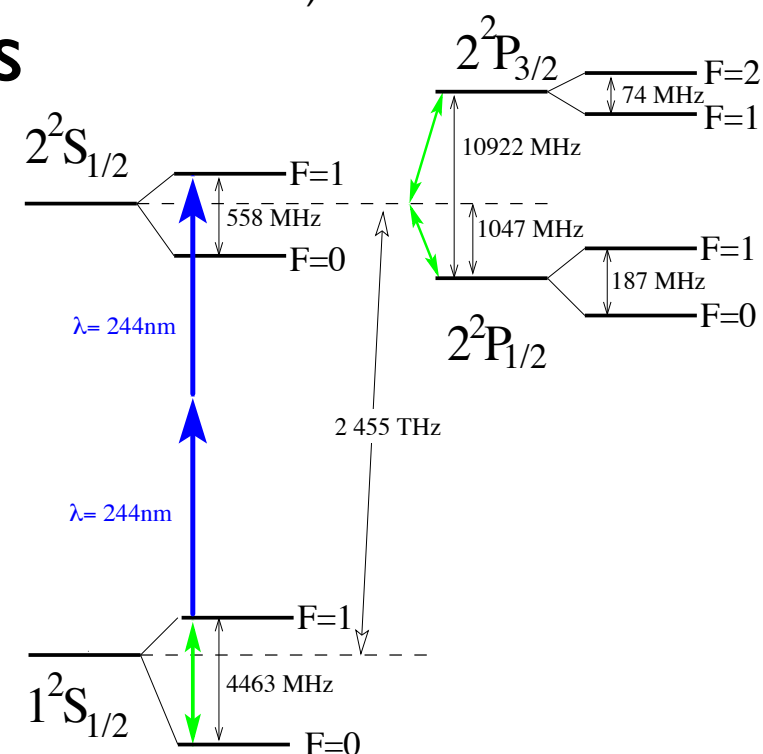 s
2²P₃/₂
F=2
74 MHz
F=1
10922 MHz
2²S₁/₂
F=1
558 MHz
F=0
1047 MHz
F=1
187 MHz
F=0
2²P₁/₂
λ= 244nm
2 455 THz
λ= 244nm
F=1
4463 MHz
1²S₁/₂
F=0